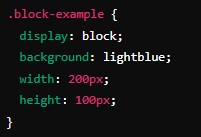 .block-example {
  display: block;
  background: lightblue;
  width: 200px;
  height: 100px;
}